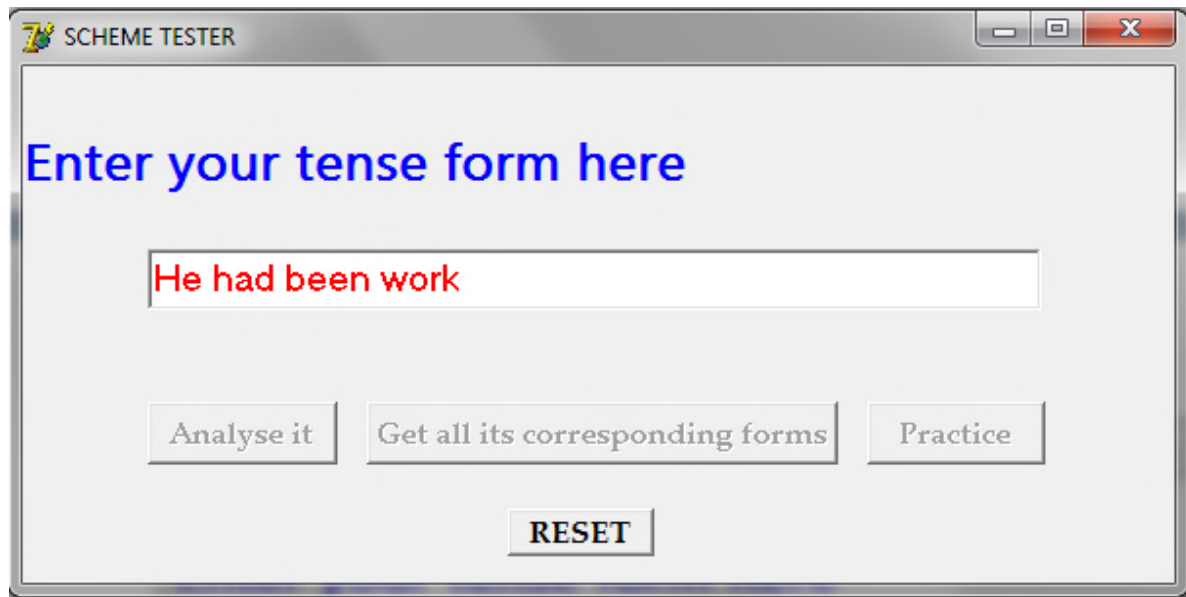 SCHEME TESTER
Enter your tense form here
He had been work
Analyse it Get all its corresponding forms Practice
RESET